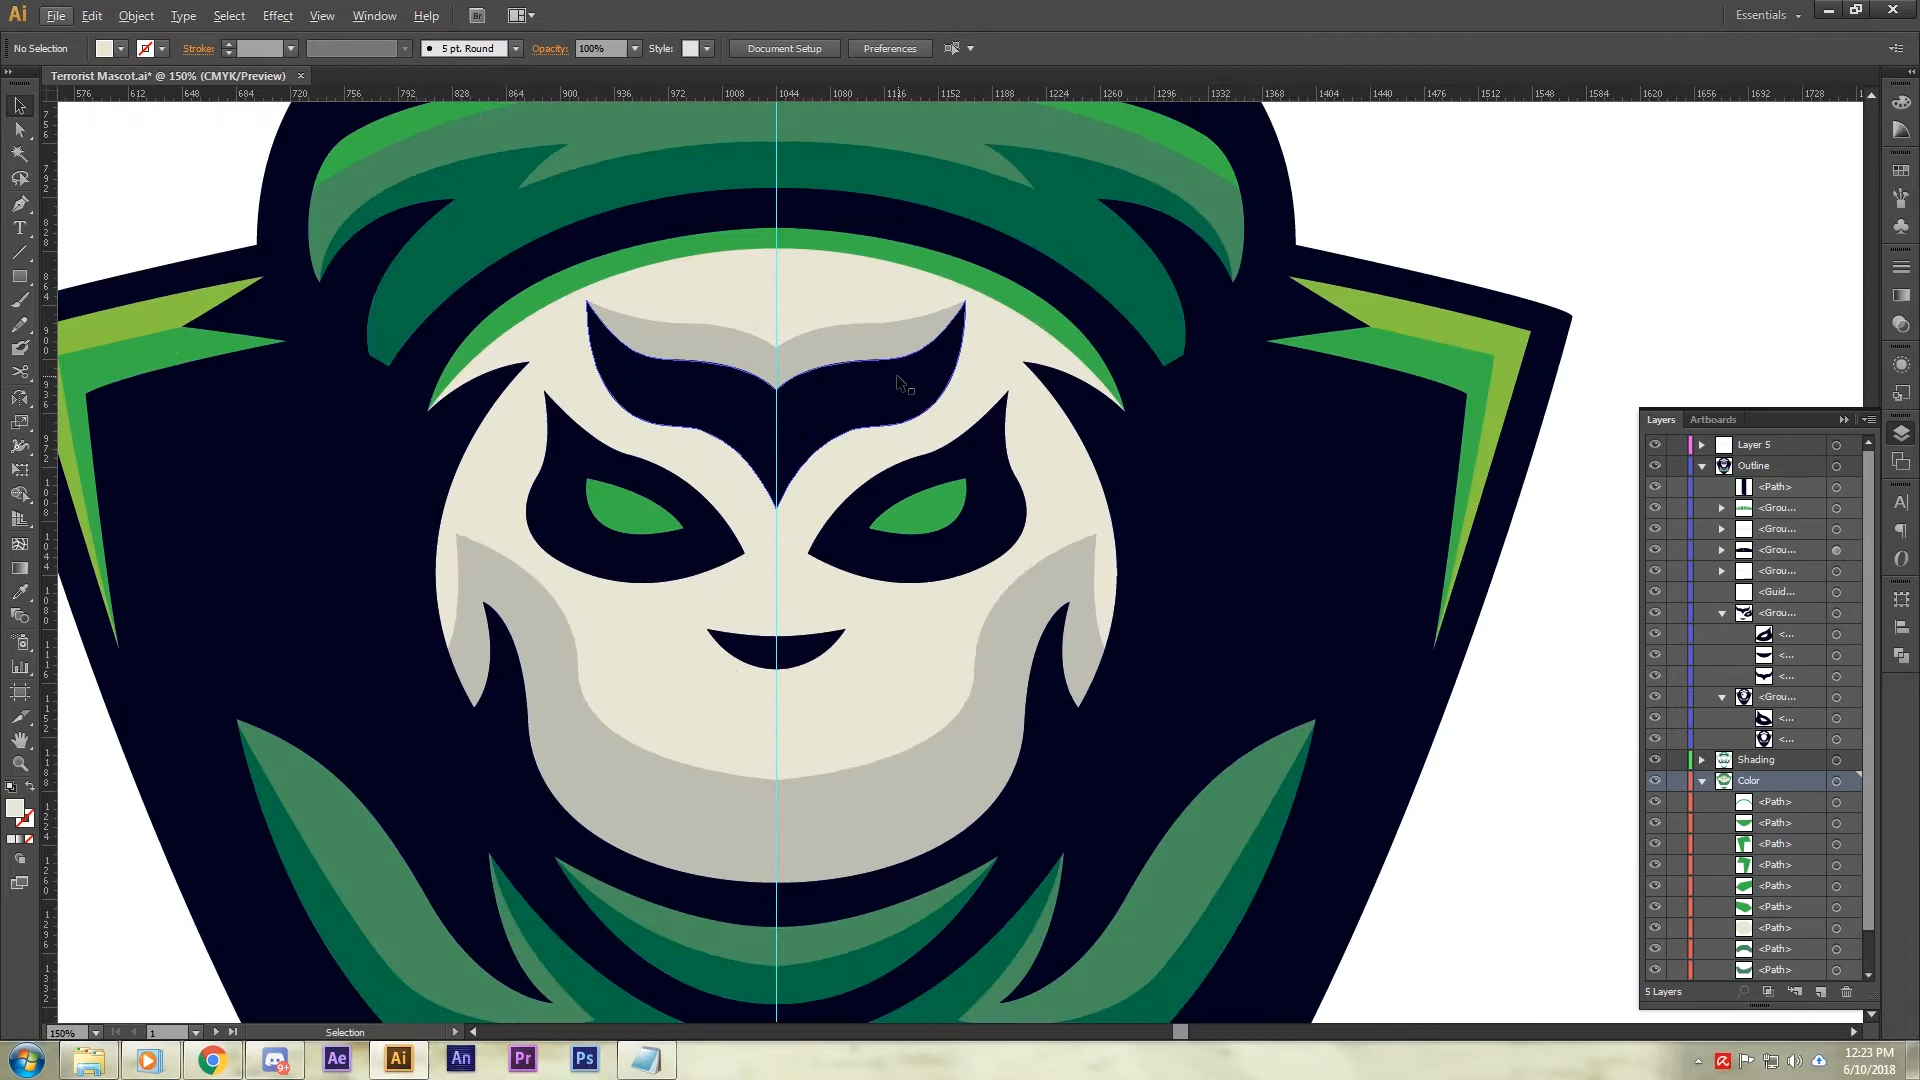 Ai File Edit Object Type Select Effect View Window Help Br Essentials
No Selection Stroke: 5 pt. Round Opacity: 100% Style: Document Setup Preferences
Terrorist Mascot.ai* @ 150% (CMYK/Preview) ×
576 612 648 684 720 756 792 828 864 900 936 972 1008 1044 1080 1116 1152 1188 1224 1260 1296 1332 1368 1404 1440 1476 1512 1548 1584 1620 1656 1692 1728
Layers Artboards
Layer 5
Outline
<Path>
<Grou...
<Grou...
<Grou...
<Grou...
<Guid...
<Grou...
<...
<...
<...
<Grou...
<...
<...
Shading
Color
<Path>
<Path>
<Path>
<Path>
<Path>
<Path>
<Path>
<Path>
<Path>
5 Layers
150% 1 Selection
9+ Ae Ai An Pr Ps
12:23 PM
6/10/2018